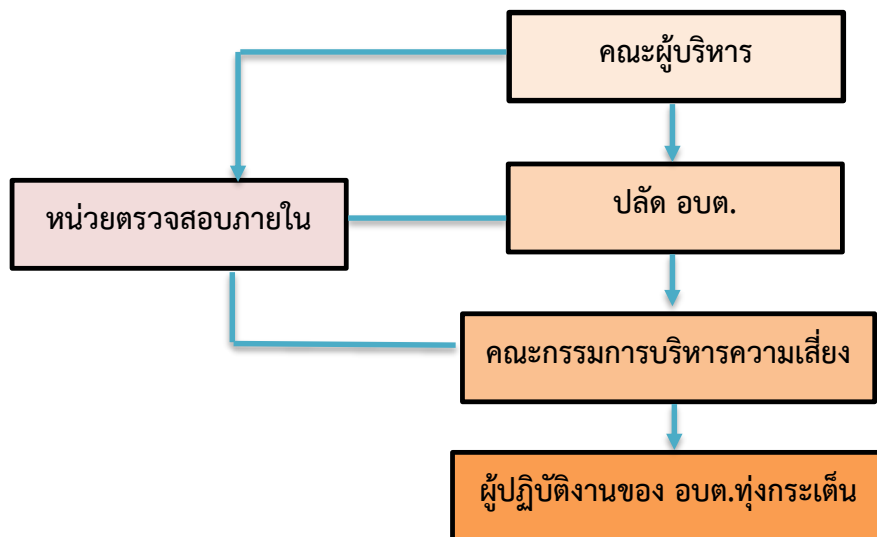 คณะผู้บริหาร
ปลัด อบต.
หน่วยตรวจสอบภายใน
คณะกรรมการบริหารความเสี่ยง
ผู้ปฏิบัติงานของ อบต.ทุ่งกระเต็น